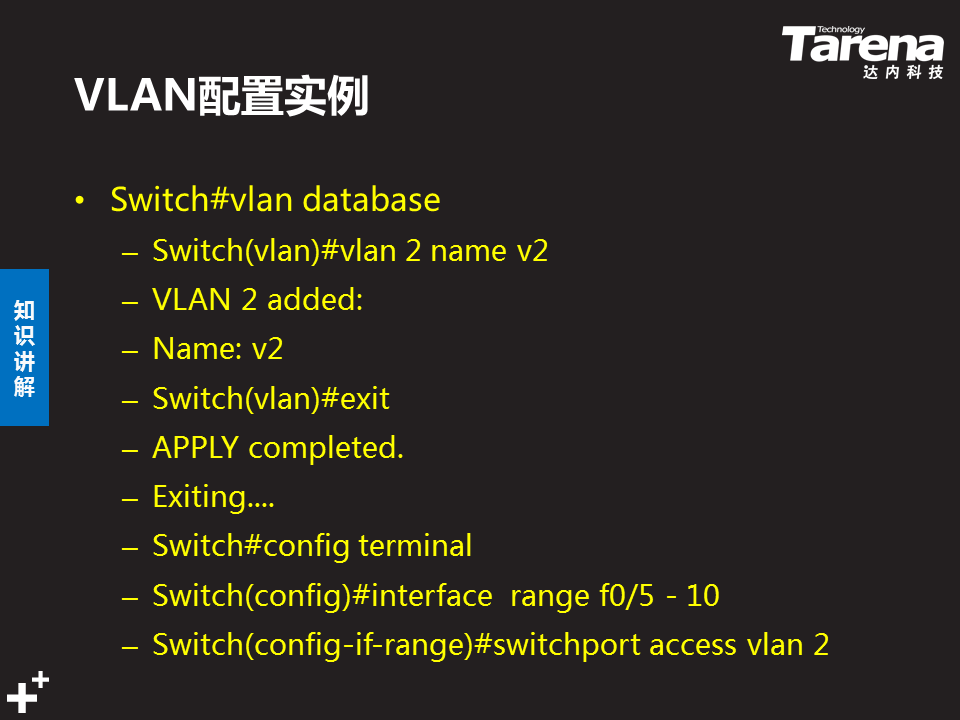 Technology
Tarena
达内科技
VLAN配置实例
• Switch#vlan database
– Switch(vlan)#vlan 2 name v2
– VLAN 2 added:
– Name: v2
– Switch(vlan)#exit
– APPLY completed.
– Exiting....
– Switch#config terminal
– Switch(config)#interface  range f0/5 - 10
– Switch(config-if-range)#switchport access vlan 2
知识讲解